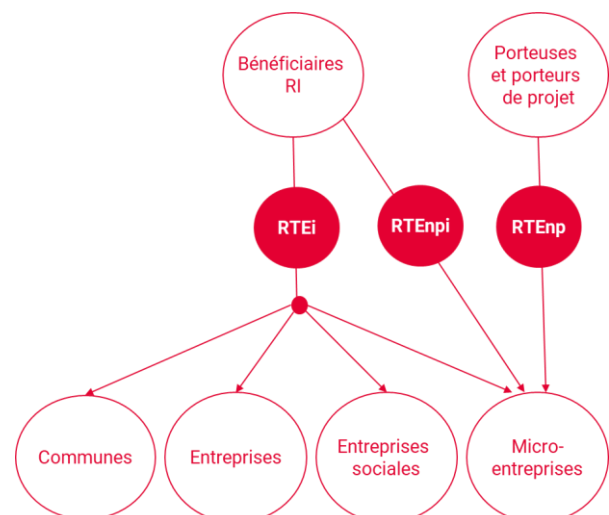 Bénéficiaires
RI
Porteuses
et porteurs
de projet
RTEi
RTEnpi
RTEnp
Communes
Entreprises
Entreprises
sociales
Micro-
entreprises